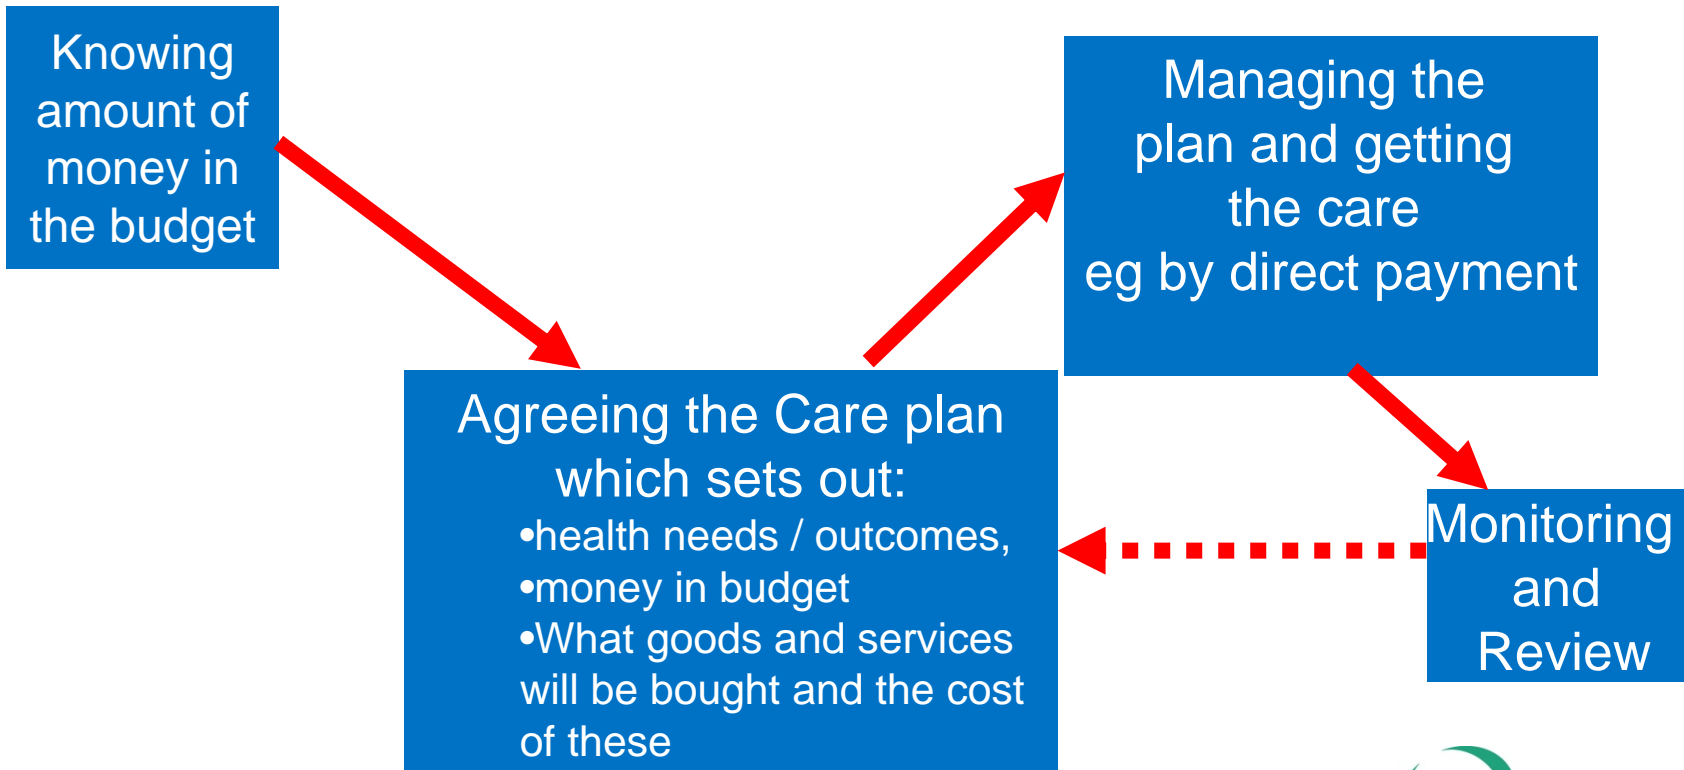 Knowing
amount of
money in
the budget
Managing the
plan and getting
the care
eg by direct payment
Agreeing the Care plan
which sets out:
•health needs / outcomes,
•money in budget
•What goods and services
will be bought and the cost
of these
Monitoring
and
Review